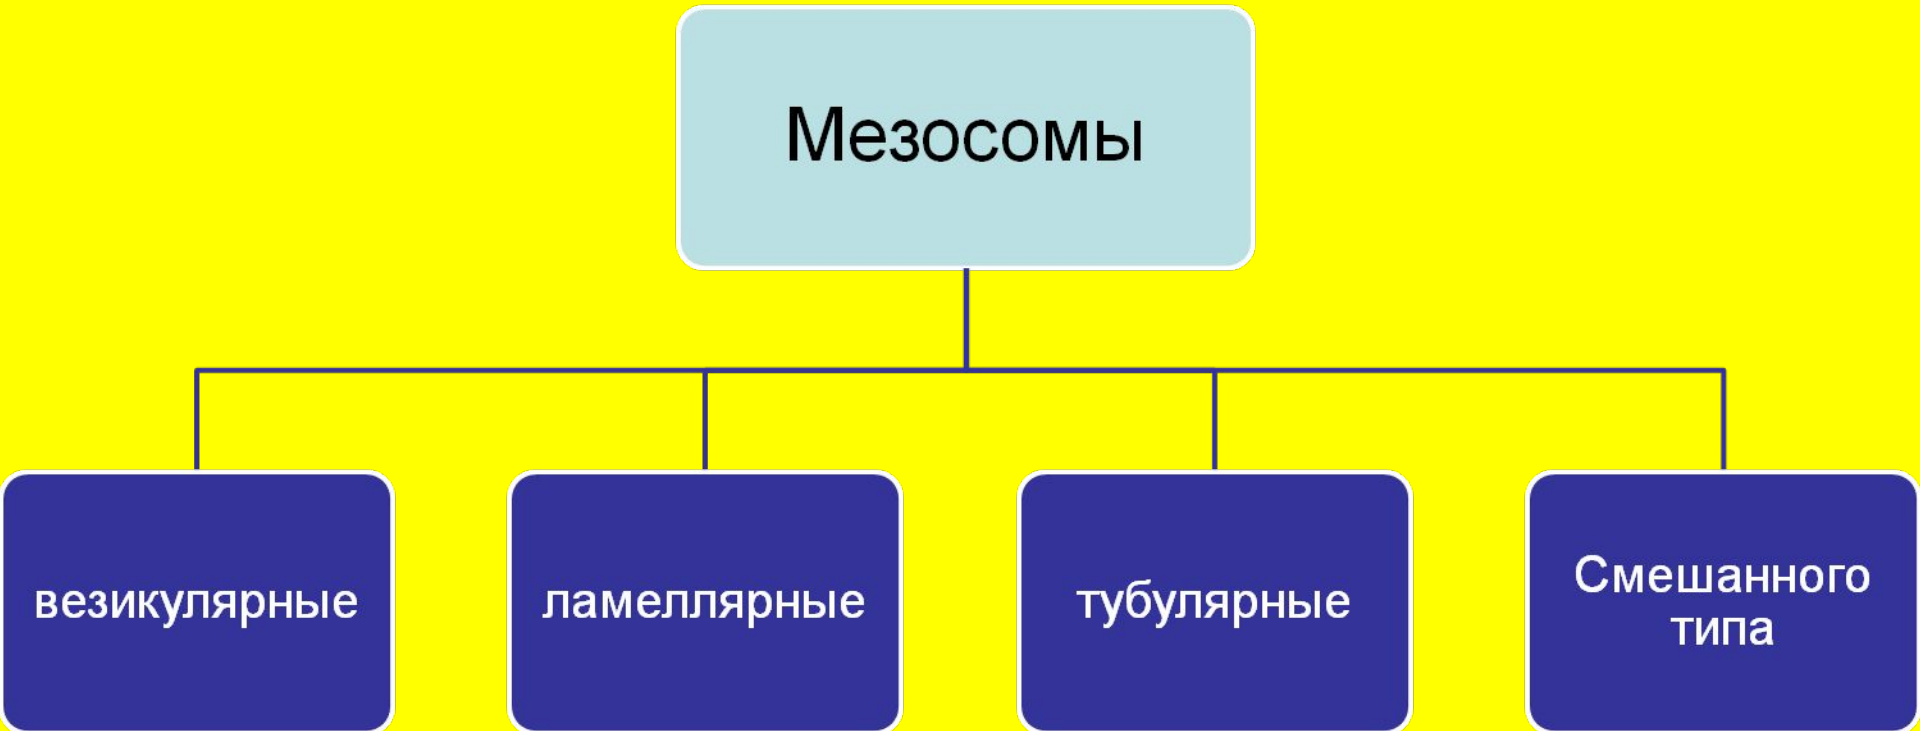 Мезосомы
везикулярные
ламеллярные
тубулярные
Смешанного
типа